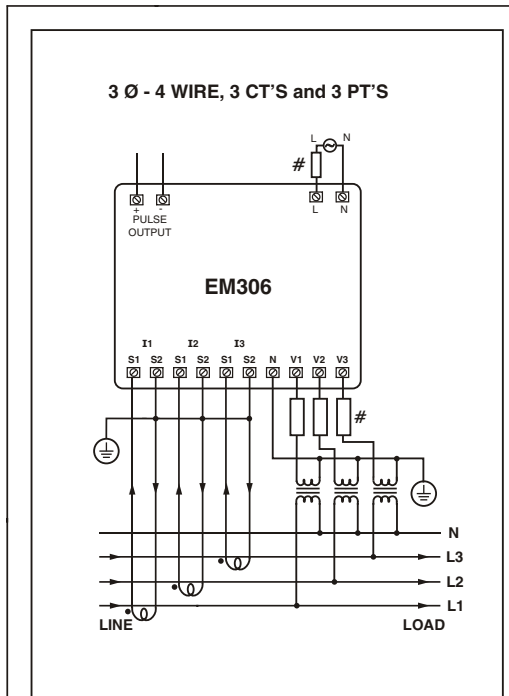 3 Ø - 4 WIRE, 3 CT'S and 3 PT'S
L N
#
+ - L N
PULSE
OUTPUT
EM306
I1 I2 I3
S1 S2 S1 S2 S1 S2 N V1 V2 V3
#
N
L3
L2
L1
LINE LOAD